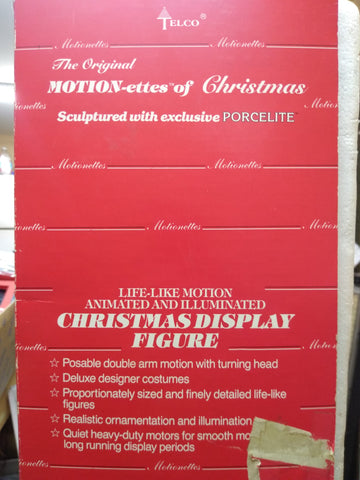 TELCO®
Motionettes Motionettes
The Original
MOTION-ettes™ of Christmas
Motionettes
Sculptured with exclusive PORCELITE™
Motionettes Motionettes
Motionettes
Motionettes Motionettes
LIFE-LIKE MOTION
ANIMATED AND ILLUMINATED
CHRISTMAS DISPLAY
FIGURE
☆ Posable double arm motion with turning head
☆ Deluxe designer costumes
☆ Proportionately sized and finely detailed life-like
figures
☆ Realistic ornamentation and illumination
☆ Quiet heavy-duty motors for smooth
long running display periods
Motionettes